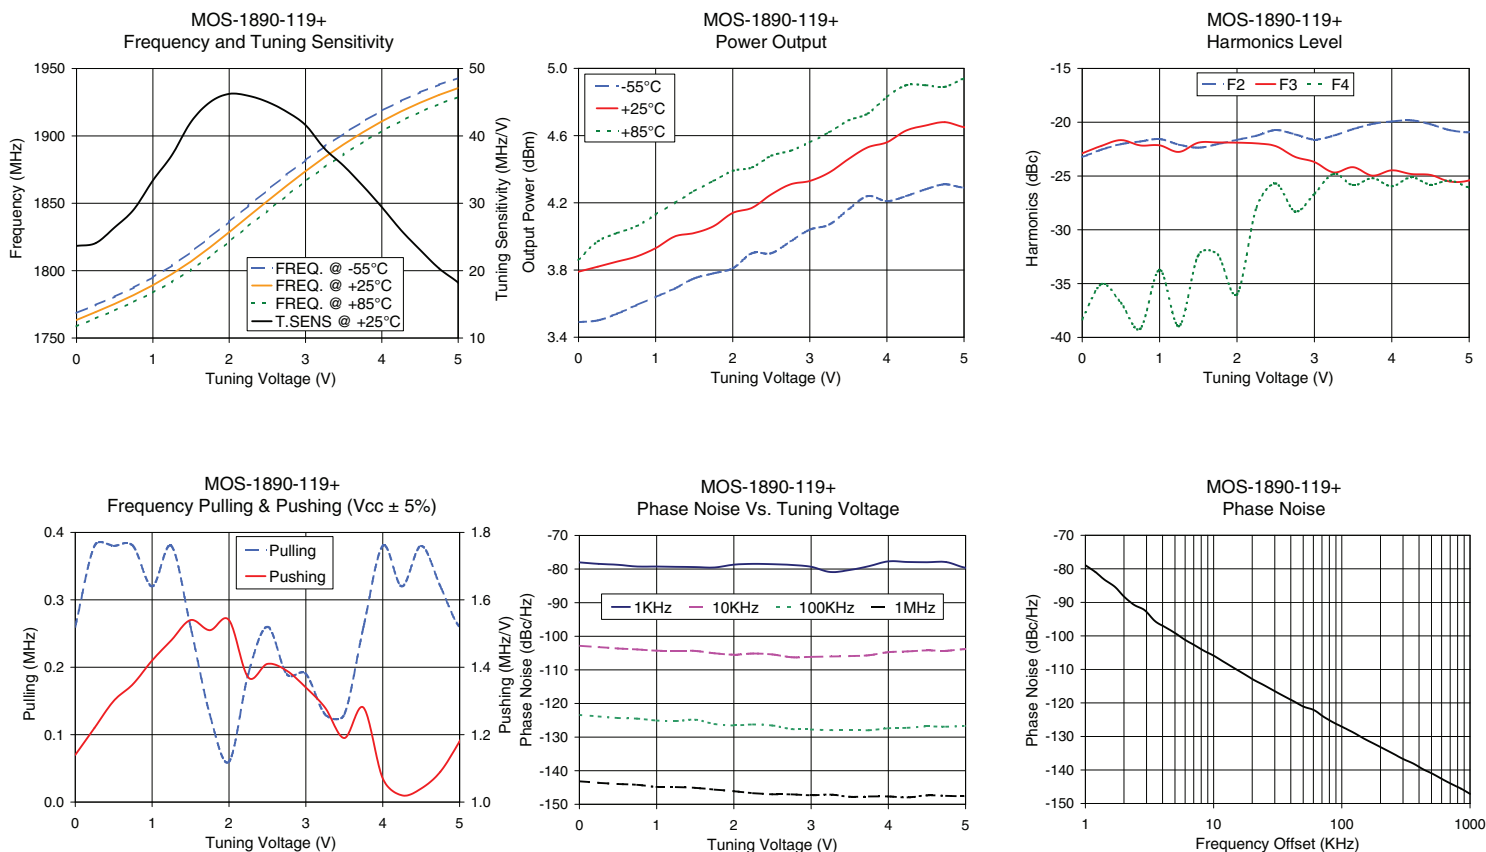 MOS-1890-119+
Frequency and Tuning Sensitivity
1950
1900
1850
1800
1750
Frequency (MHz)
50
40
30
20
10
Tuning Sensitivity (MHz/V)
FREQ. @ -55°C
FREQ. @ +25°C
FREQ. @ +85°C
T.SENS @ +25°C
0 1 2 3 4 5
Tuning Voltage (V)
MOS-1890-119+
Power Output
5.0
4.6
4.2
3.8
3.4
Output Power (dBm)
-55°C
+25°C
+85°C
0 1 2 3 4 5
Tuning Voltage (V)
MOS-1890-119+
Harmonics Level
-15
-20
-25
-30
-35
-40
Harmonics (dBc)
F2 F3 F4
0 1 2 3 4 5
Tuning Voltage (V)
MOS-1890-119+
Frequency Pulling & Pushing (Vcc ± 5%)
0.4
0.3
0.2
0.1
0.0
Pulling (MHz)
1.8
1.6
1.4
1.2
1.0
Pushing (MHz/V)
Pulling
Pushing
0 1 2 3 4 5
Tuning Voltage (V)
MOS-1890-119+
Phase Noise Vs. Tuning Voltage
-70
-80
-90
-100
-110
-120
-130
-140
-150
Phase Noise (dBc/Hz)
1KHz 10KHz 100KHz 1MHz
0 1 2 3 4 5
Tuning Voltage (V)
MOS-1890-119+
Phase Noise
-70
-80
-90
-100
-110
-120
-130
-140
-150
Phase Noise (dBc/Hz)
1 10 100 1000
Frequency Offset (KHz)